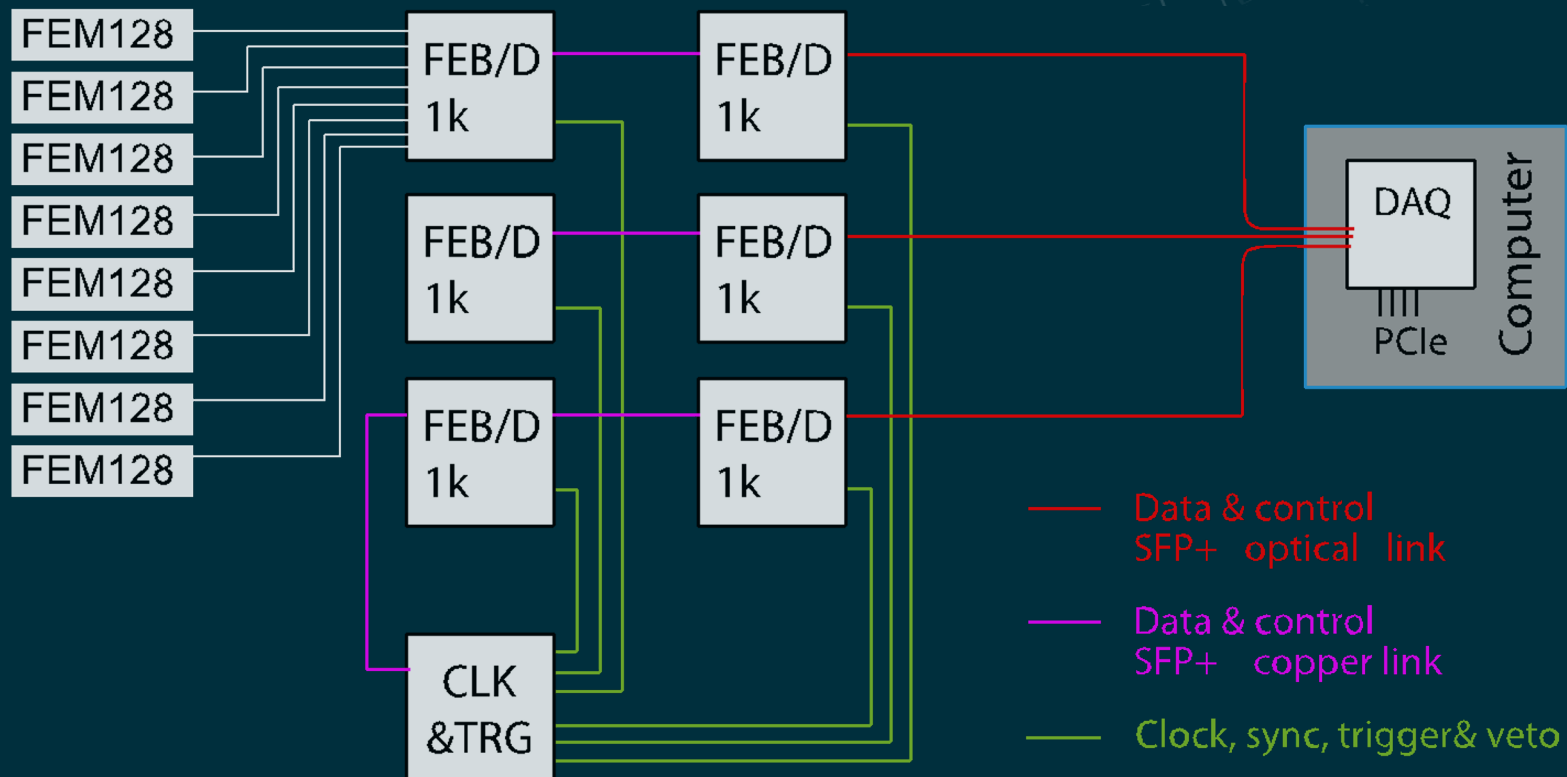 FEM128
FEM128
FEM128
FEM128
FEM128
FEM128
FEM128
FEM128
FEB/D
1k
FEB/D
1k
FEB/D
1k
FEB/D
1k
FEB/D
1k
FEB/D
1k
CLK
&TRG
DAQ
PCIe
Computer
Data & control
SFP+ optical link
Data & control
SFP+ copper link
Clock, sync, trigger& veto